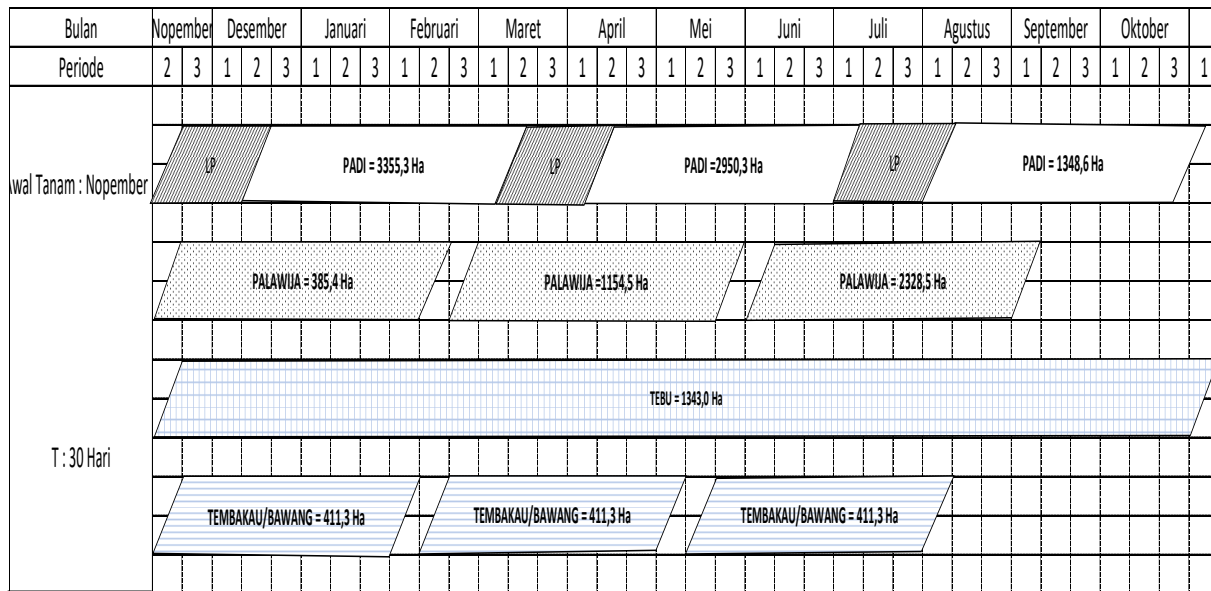 Bulan Nopember Desember Januari Februari Maret April Mei Juni Juli Agustus September Oktober
Periode 2 3 1 2 3 1 2 3 1 2 3 1 2 3 1 2 3 1 2 3 1 2 3 1 2 3 1 2 3 1 2 3 1 2 3 1
wal Tanam : Nopember
LP PADI = 3355,3 Ha LP PADI =2950,3 Ha LP PADI = 1348,6 Ha
PALAWIJA = 385,4 Ha PALAWIJA =1154,5 Ha PALAWIJA = 2328,5 Ha
TEBU = 1343,0 Ha
T : 30 Hari
TEMBAKAU/BAWANG = 411,3 Ha TEMBAKAU/BAWANG = 411,3 Ha TEMBAKAU/BAWANG = 411,3 Ha